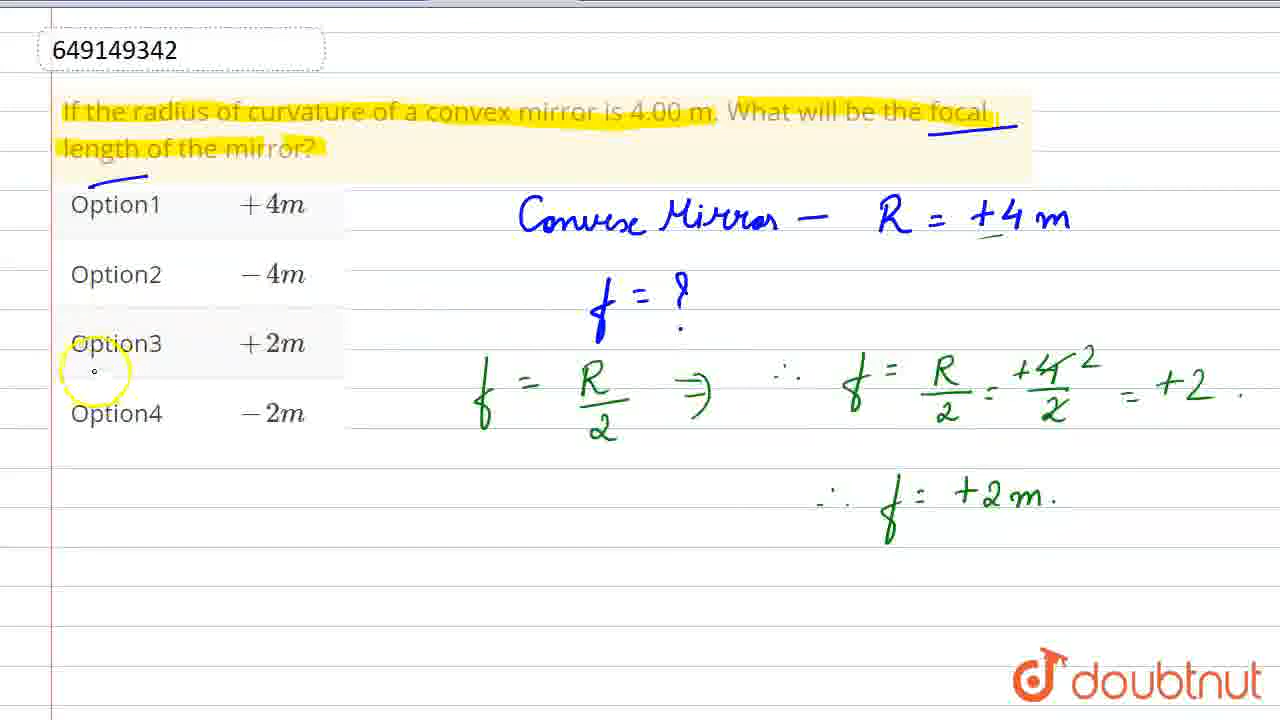 649149342
If the radius of curvature of a convex mirror is 4.00 m. What will be the focal
length of the mirror?
Option1 +4m
Option2 -4m
Option3 +2m
Option4 -2m
Convex Mirror – R = +4 m
f = ?
f = R/2 ⇒ ∴ f = R/2 = +4/2 2 = +2.
∴ f = +2 m.
doubtnut